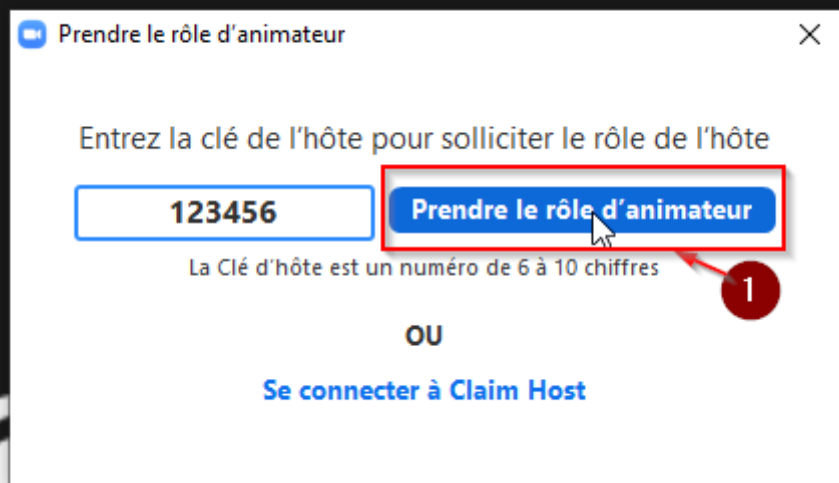 Prendre le rôle d'animateur
Entrez la clé de l'hôte pour solliciter le rôle de l'hôte
123456
Prendre le rôle d'animateur
La Clé d'hôte est un numéro de 6 à 10 chiffres
1
OU
Se connecter à Claim Host